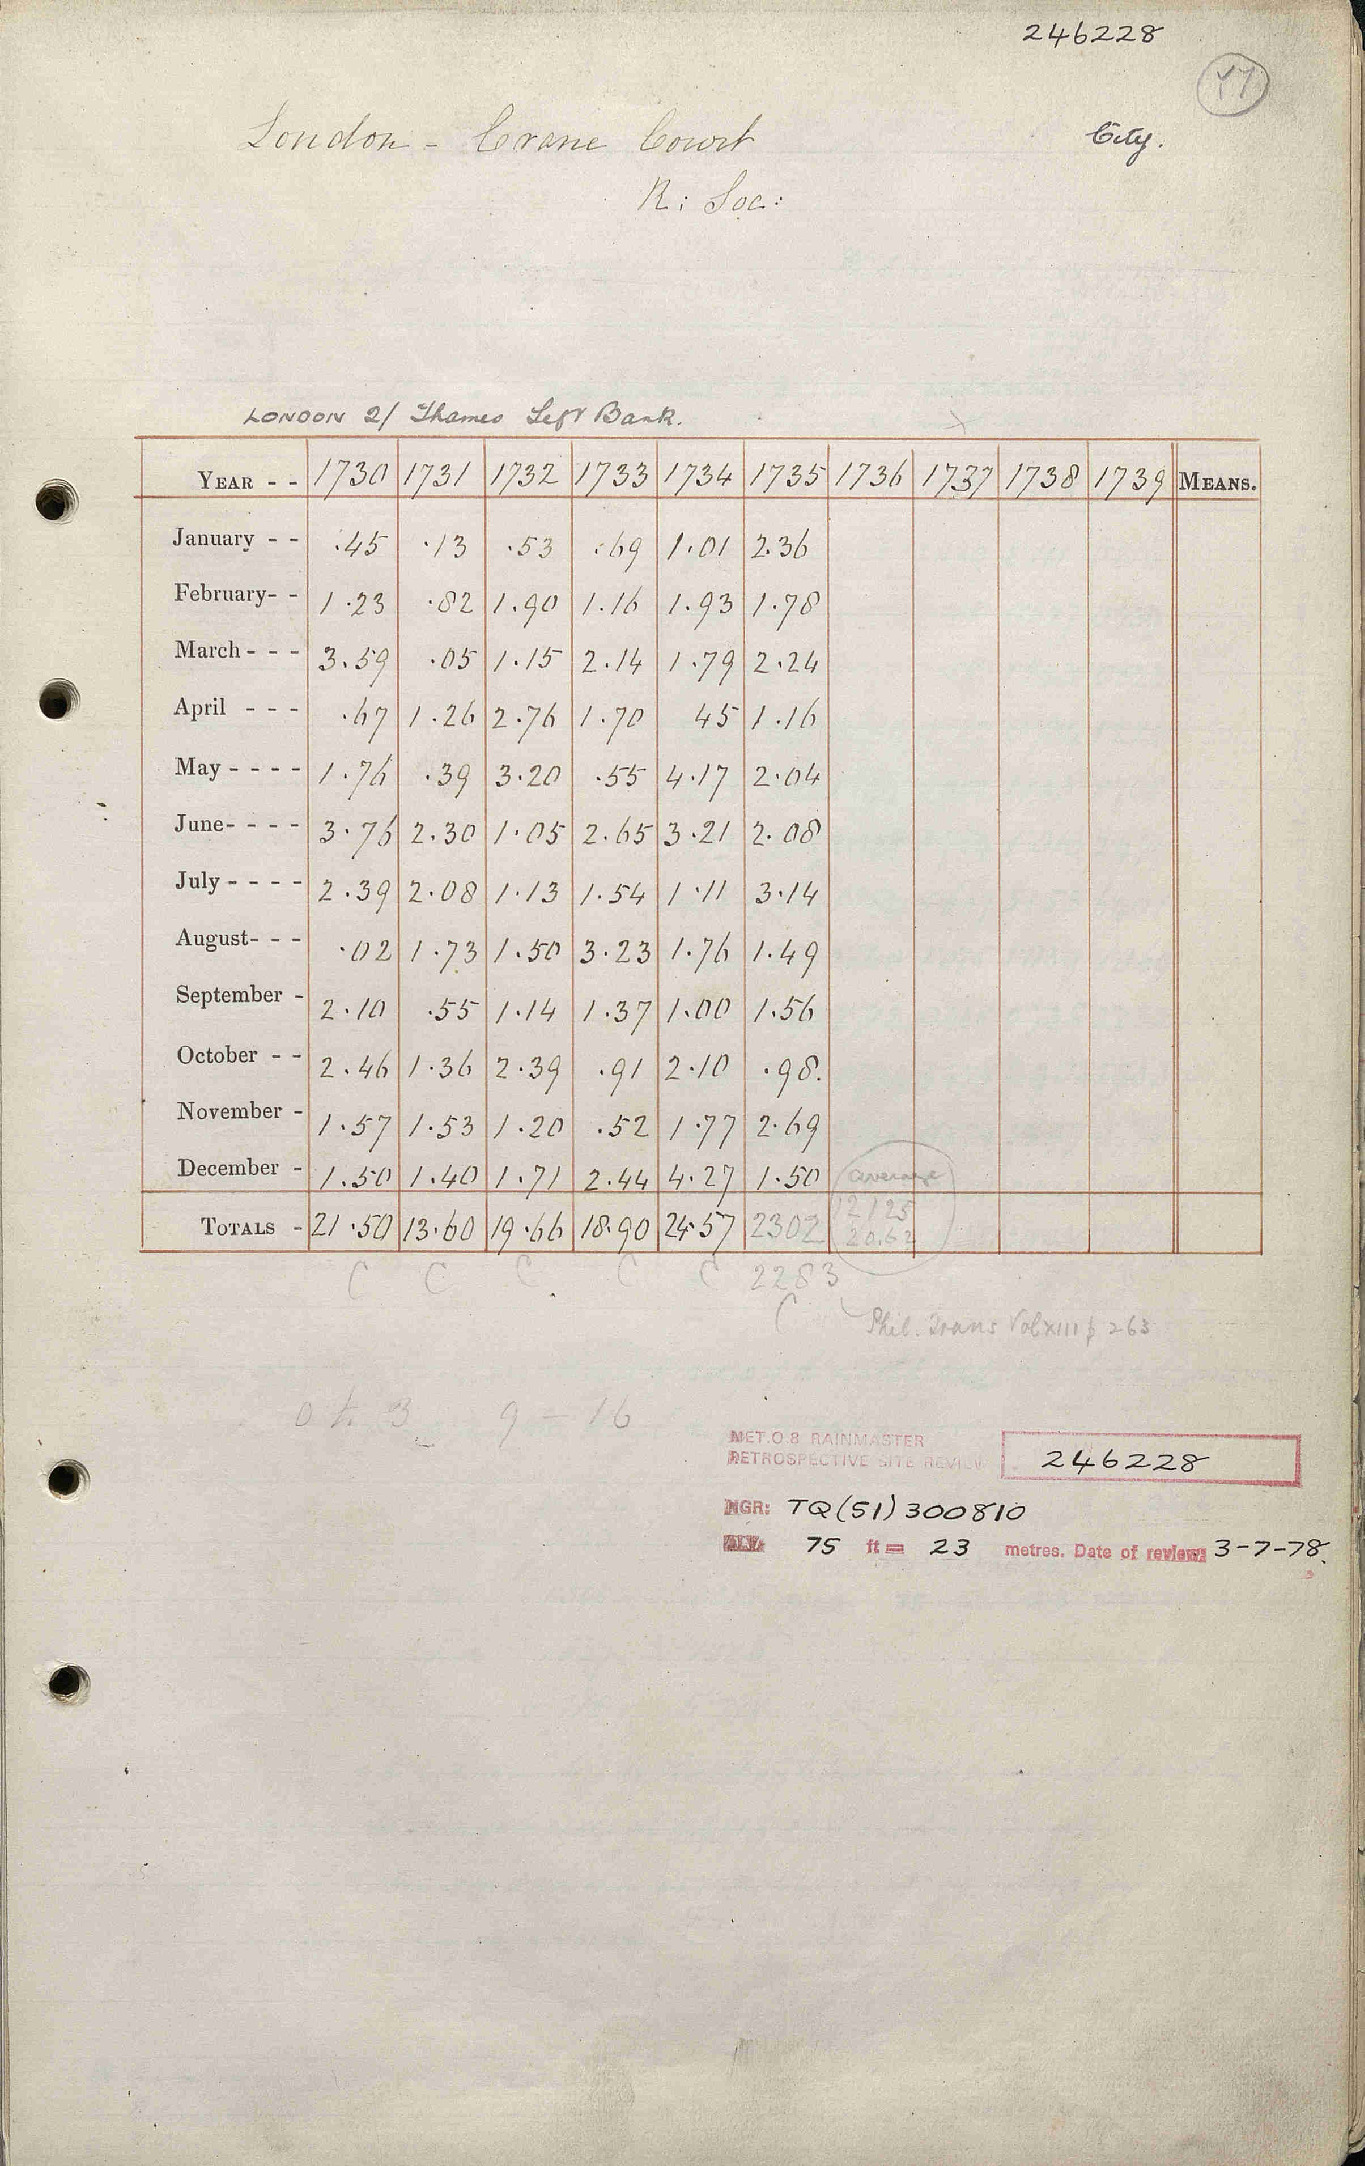 246228
London - Crane Court City.
R: Soc:
LONDON 2/ Thames Left Bank.
YEAR - - 1730 1731 1732 1733 1734 1735 1736 1737 1738 1739 MEANS.
January - - .45 .13 .53 .69 1.01 2.36
February- - 1.23 .82 1.90 1.16 1.93 1.78
March - - - 3.59 .05 1.15 2.14 1.79 2.24
April - - - .67 1.26 2.76 1.70 45 1.16
May - - - - 1.76 .39 3.20 .55 4.17 2.04
June- - - - 3.76 2.30 1.05 2.65 3.21 2.08
July - - - - 2.39 2.08 1.13 1.54 1.11 3.14
August- - - .02 1.73 1.50 3.23 1.76 1.49
September - 2.10 .55 1.14 1.37 1.00 1.56
October - - 2.46 1.36 2.39 .91 2.10 .98.
November - 1.57 1.53 1.20 .52 1.77 2.69
December - 1.50 1.40 1.71 2.44 4.27 1.50 average
TOTALS - 21.50 13.60 19.66 18.90 24.57 2302 12125
20.62
C C C C C 2283
C Phil. Trans Vol XIII p 263
9 - 16
MET.O.8 RAINMASTER
RETROSPECTIVE SITE REVIEW 246228
NGR: TQ(51)300810
ALT. 75 ft = 23 metres. Date of review: 3-7-78.